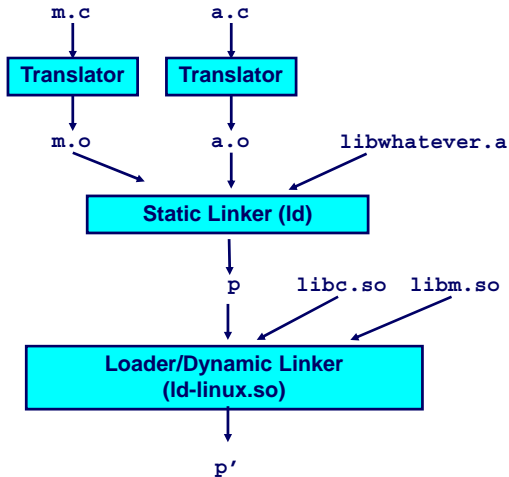 m.c
a.c
Translator
Translator
m.o
a.o
libwhatever.a
Static Linker (ld)
p
libc.so
libm.so
Loader/Dynamic Linker
(ld-linux.so)
p’